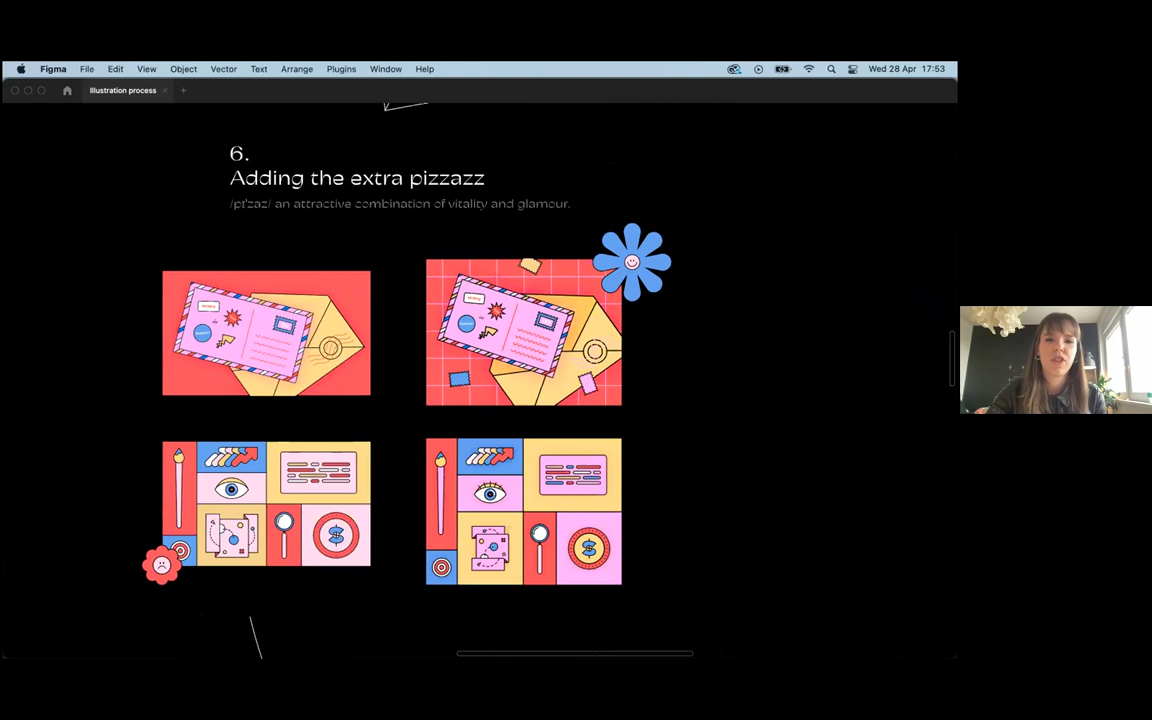 Figma File Edit View Object Vector Text Arrange Plugins Window Help Wed 28 Apr 17:53
Illustration process
6.
Adding the extra pizzazz
/pɪˈzaz/ an attractive combination of vitality and glamour.